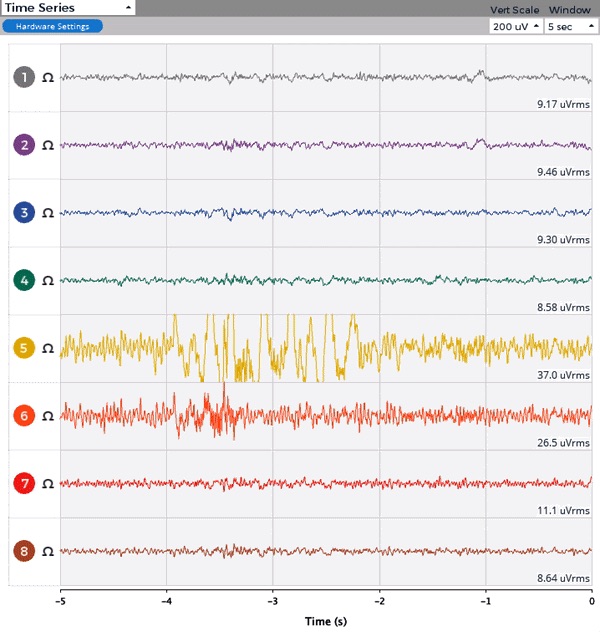 Time Series
Vert Scale Window
Hardware Settings
200 uV 5 sec
1 Ω
9.17 uVrms
2 Ω
9.46 uVrms
3 Ω
9.30 uVrms
4 Ω
8.58 uVrms
5 Ω
37.0 uVrms
6 Ω
26.5 uVrms
7 Ω
11.1 uVrms
8 Ω
8.64 uVrms
-5 -4 -3 -2 -1 0
Time (s)